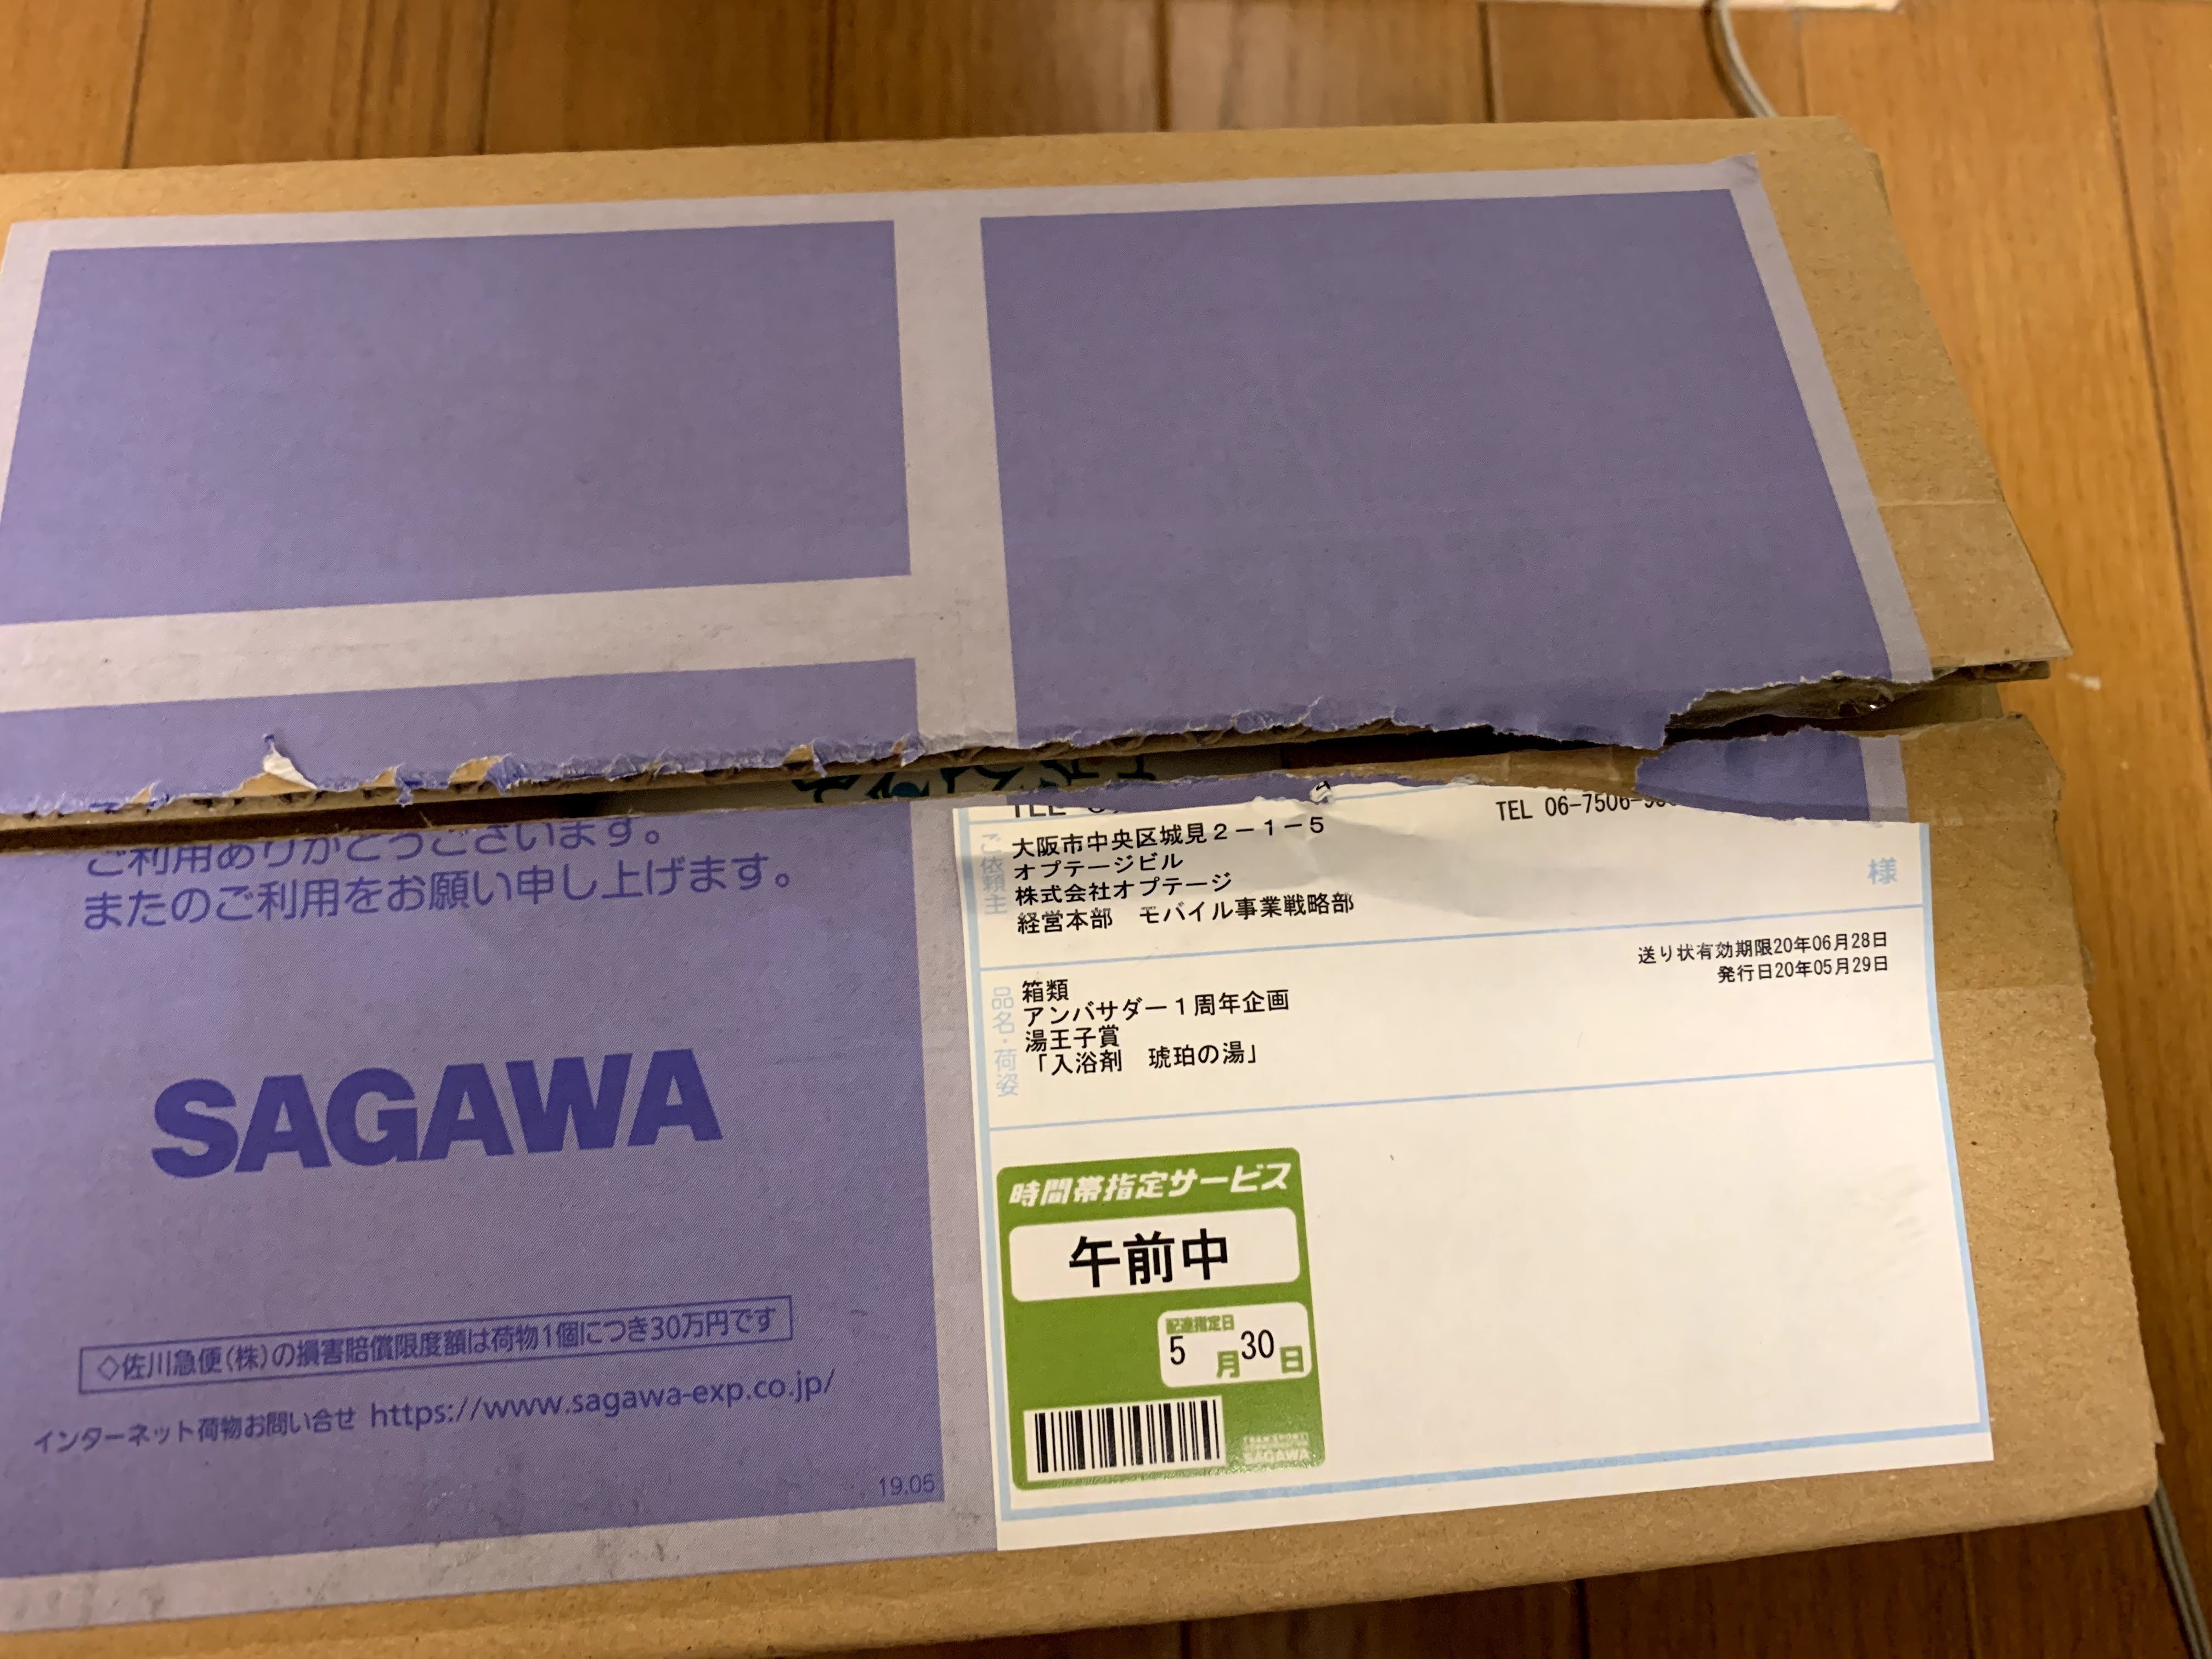 ご利用ありがとうございます。
またのご利用をお願い申し上げます。
SAGAWA
◇佐川急便(株)の損害賠償限度額は荷物1個につき30万円です
インターネット荷物お問い合せ https://www.sagawa-exp.co.jp/
19.05
TEL
TEL 06-7506-
ご依頼主
大阪市中央区城見2-1-5
オプテージビル
株式会社オプテージ
経営本部 モバイル事業戦略部
様
送り状有効期限20年06月28日
発行日20年05月29日
品名・荷姿
箱類
アンバサダー1周年企画
湯王子賞
「入浴剤 琥珀の湯」
時間帯指定サービス
午前中
配達指定日
5月30日
SAGAWA